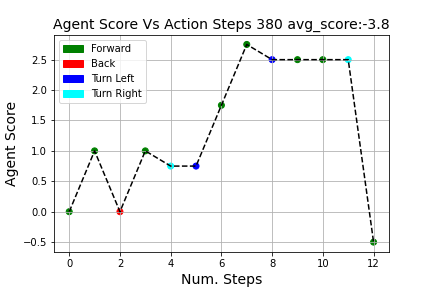 Agent Score Vs Action Steps 380 avg_score:-3.8
Forward
Back
Turn Left
Turn Right
Agent Score
2.5
2.0
1.5
1.0
0.5
0.0
−0.5
0 2 4 6 8 10 12
Num. Steps